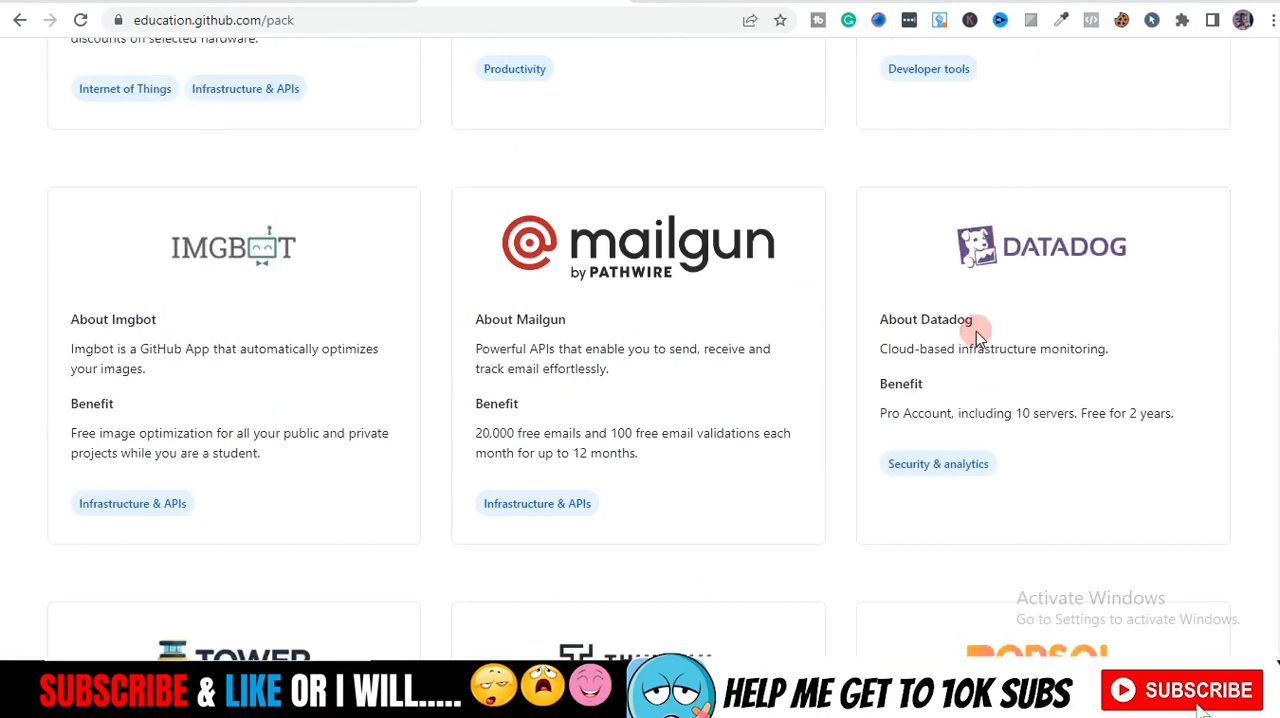 education.github.com/pack
discounts on selected hardware.
Internet of Things
Infrastructure & APIs
Productivity
Developer tools
IMGBOT
About Imgbot
Imgbot is a GitHub App that automatically optimizes
your images.
Benefit
Free image optimization for all your public and private
projects while you are a student.
Infrastructure & APIs
mailgun
by PATHWIRE
About Mailgun
Powerful APIs that enable you to send, receive and
track email effortlessly.
Benefit
20,000 free emails and 100 free email validations each
month for up to 12 months.
Infrastructure & APIs
DATADOG
About Datadog
Cloud-based infrastructure monitoring.
Benefit
Pro Account, including 10 servers. Free for 2 years.
Security & analytics
Activate Windows
Go to Settings to activate Windows.
TOWER
SUBSCRIBE & LIKE OR I WILL.....
HELP ME GET TO 10K SUBS
SUBSCRIBE